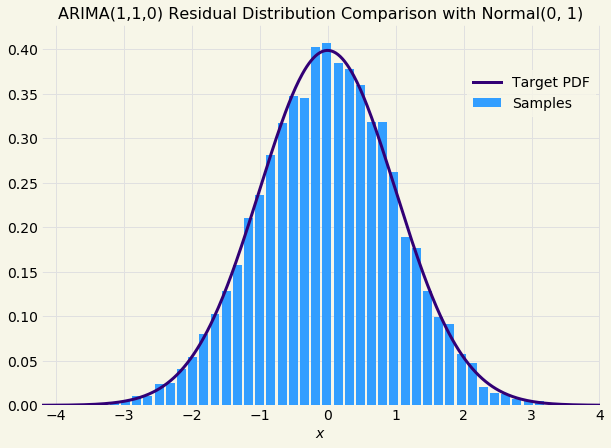 ARIMA(1,1,0) Residual Distribution Comparison with Normal(0, 1)
0.40
0.35
0.30
0.25
0.20
0.15
0.10
0.05
0.00
Target PDF
Samples
−4 −3 −2 −1 0 1 2 3 4
x